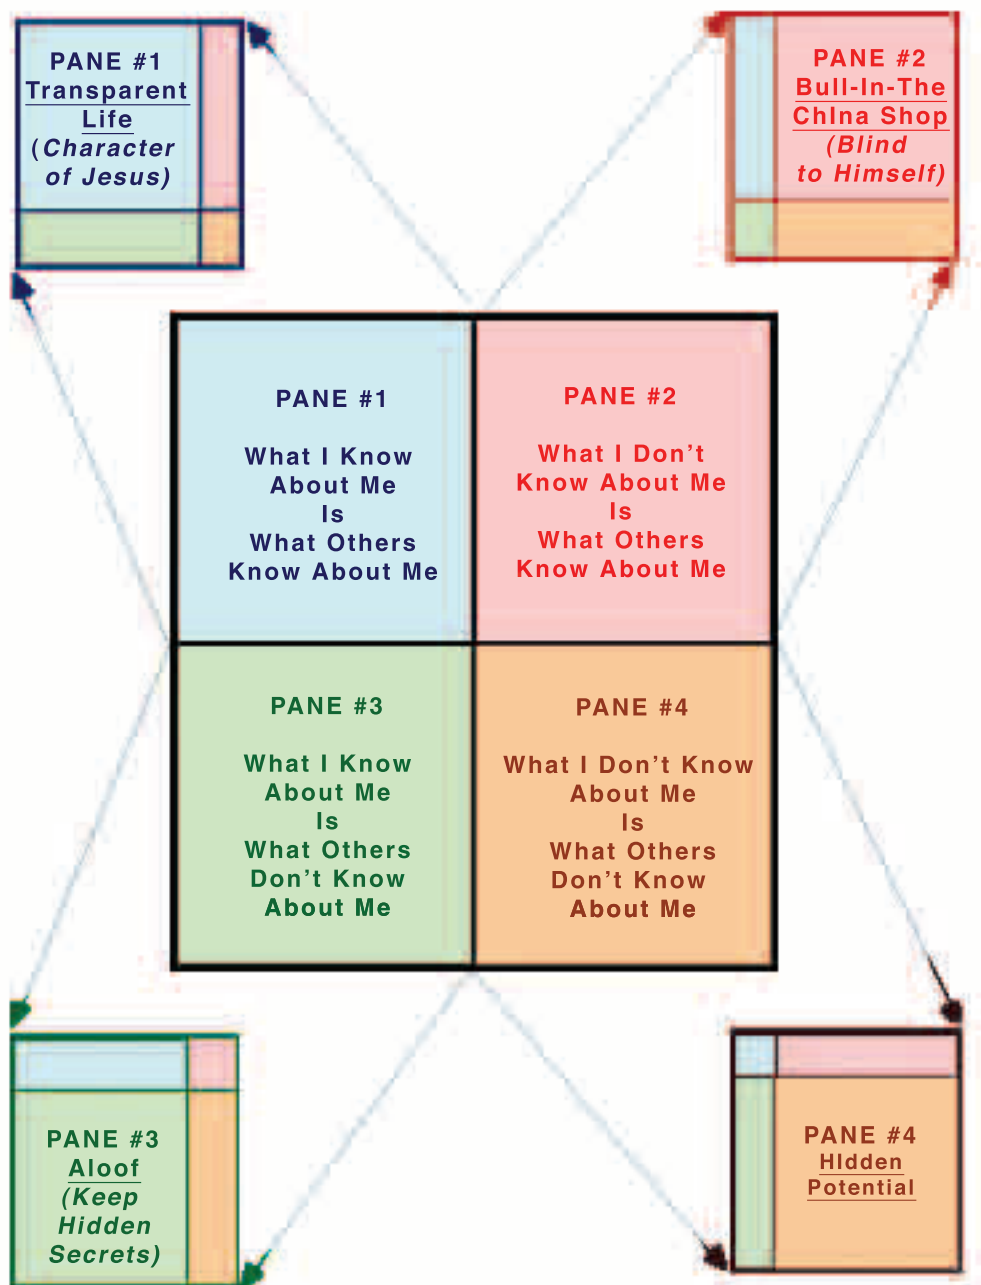 PANE #1
Transparent
Life
(Character
of Jesus)
PANE #2
Bull-In-The
ChIna Shop
(Blind
to Himself)
PANE #1
What I Know
About Me
Is
What Others
Know About Me
PANE #2
What I Don't
Know About Me
Is
What Others
Know About Me
PANE #3
What I Know
About Me
Is
What Others
Don't Know
About Me
PANE #4
What I Don't Know
About Me
Is
What Others
Don't Know
About Me
PANE #3
Aloof
(Keep
Hidden
Secrets)
PANE #4
HIdden
Potential